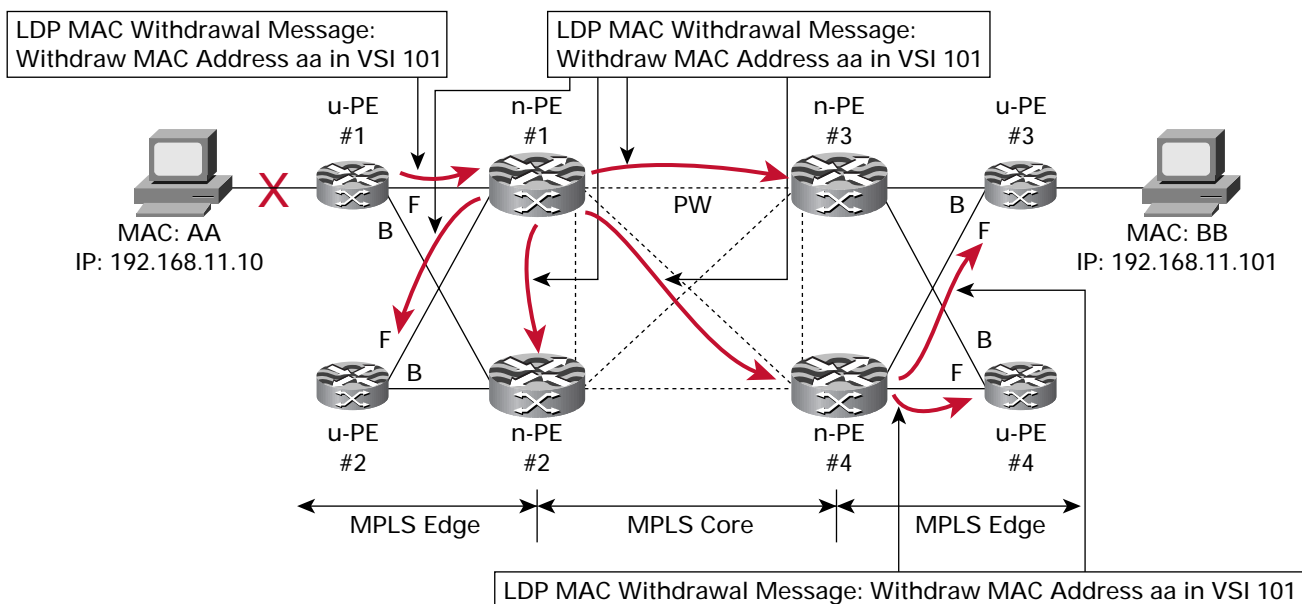 LDP MAC Withdrawal Message:
Withdraw MAC Address aa in VSI 101
LDP MAC Withdrawal Message:
Withdraw MAC Address aa in VSI 101
u-PE
#1
n-PE
#1
n-PE
#3
u-PE
#3
X
F
B
PW
B
F
MAC: AA
IP: 192.168.11.10
MAC: BB
IP: 192.168.11.101
F
B
B
F
u-PE
#2
n-PE
#2
n-PE
#4
u-PE
#4
MPLS Edge
MPLS Core
MPLS Edge
LDP MAC Withdrawal Message: Withdraw MAC Address aa in VSI 101